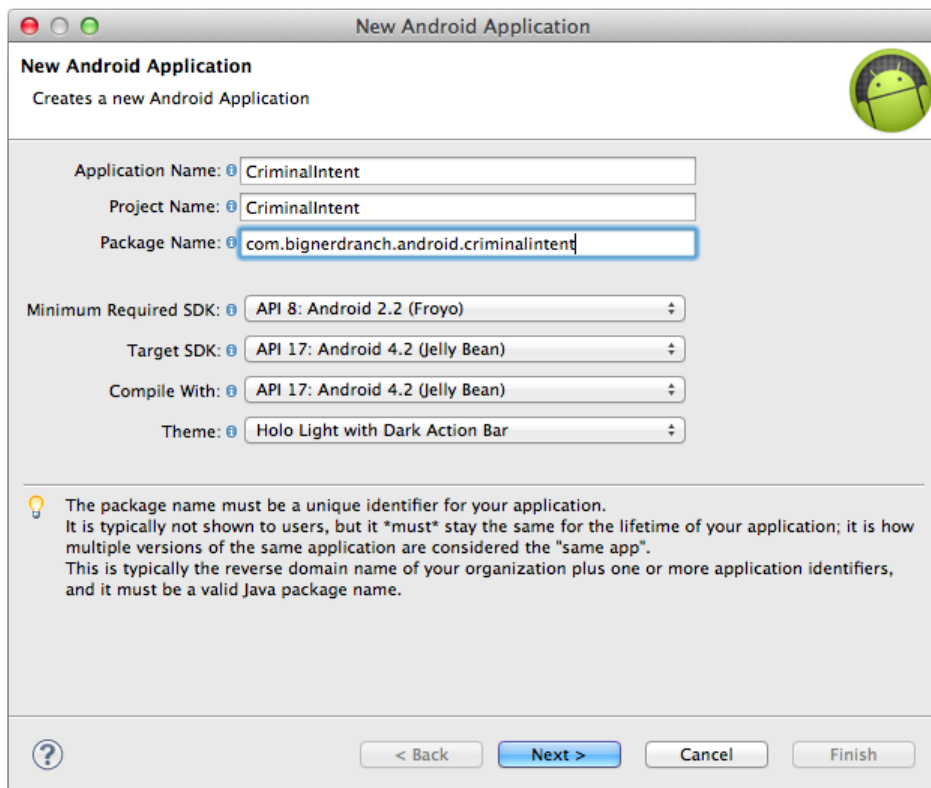 New Android Application
New Android Application
Creates a new Android Application
Application Name: CriminalIntent
Project Name: CriminalIntent
Package Name: com.bignerdranch.android.criminalintent
Minimum Required SDK: API 8: Android 2.2 (Froyo)
Target SDK: API 17: Android 4.2 (Jelly Bean)
Compile With: API 17: Android 4.2 (Jelly Bean)
Theme: Holo Light with Dark Action Bar
The package name must be a unique identifier for your application.
It is typically not shown to users, but it *must* stay the same for the lifetime of your application; it is how
multiple versions of the same application are considered the "same app".
This is typically the reverse domain name of your organization plus one or more application identifiers,
and it must be a valid Java package name.
? < Back Next > Cancel Finish